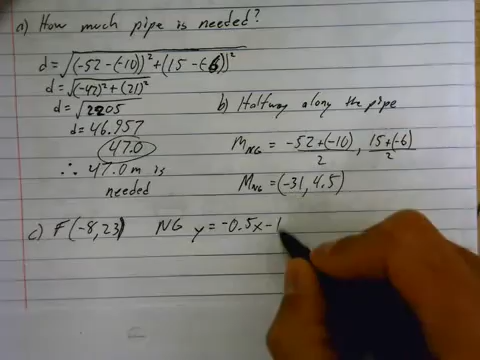 a) How much pipe is needed?
d = √(-52 - (-10))² + (15 - (-6))²
d = √(-42)² + (21)²
d = √2205
d = 46.957
47.0
∴ 47.0 m is
needed
b) Halfway along the pipe
M_NG = -52 + (-10) / 2 , 15 + (-6) / 2
M_NG = (-31, 4.5)
c) F(-8, 23) NG y = -0.5x - 1